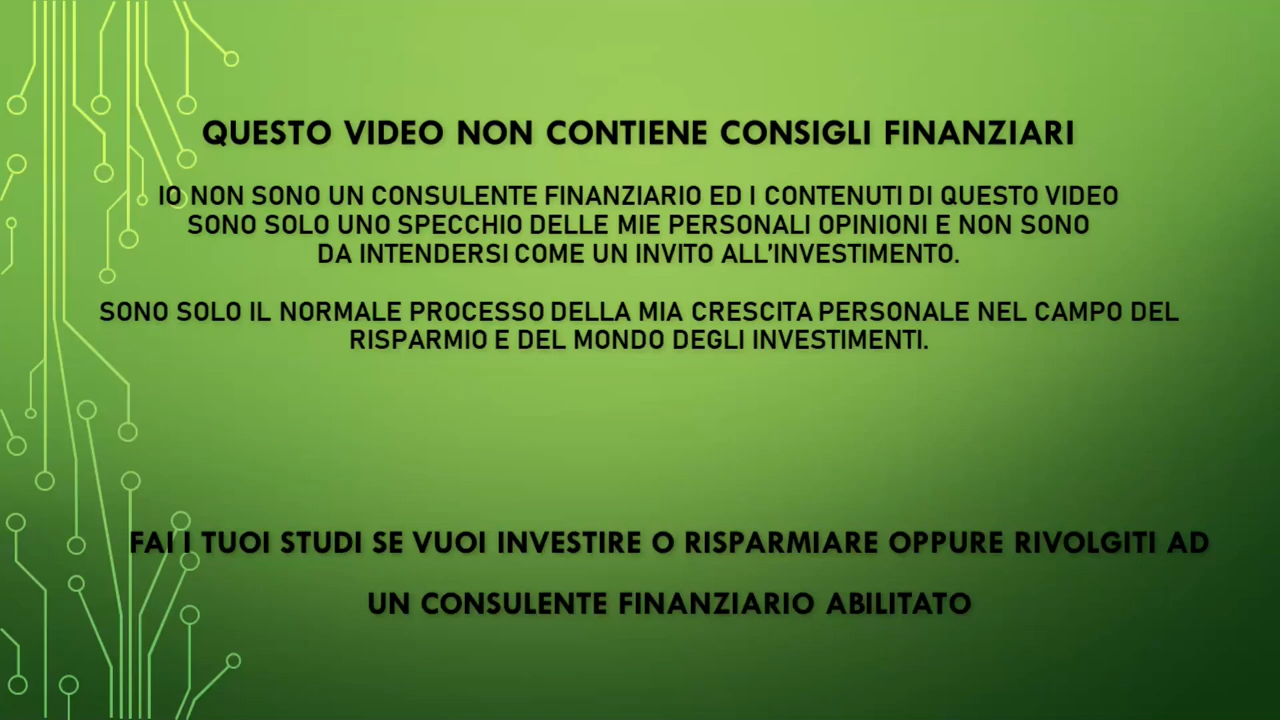 QUESTO VIDEO NON CONTIENE CONSIGLI FINANZIARI
IO NON SONO UN CONSULENTE FINANZIARIO ED I CONTENUTI DI QUESTO VIDEO
SONO SOLO UNO SPECCHIO DELLE MIE PERSONALI OPINIONI E NON SONO
DA INTENDERSI COME UN INVITO ALL'INVESTIMENTO.
SONO SOLO IL NORMALE PROCESSO DELLA MIA CRESCITA PERSONALE NEL CAMPO DEL
RISPARMIO E DEL MONDO DEGLI INVESTIMENTI.
FAI I TUOI STUDI SE VUOI INVESTIRE O RISPARMIARE OPPURE RIVOLGITI AD
UN CONSULENTE FINANZIARIO ABILITATO